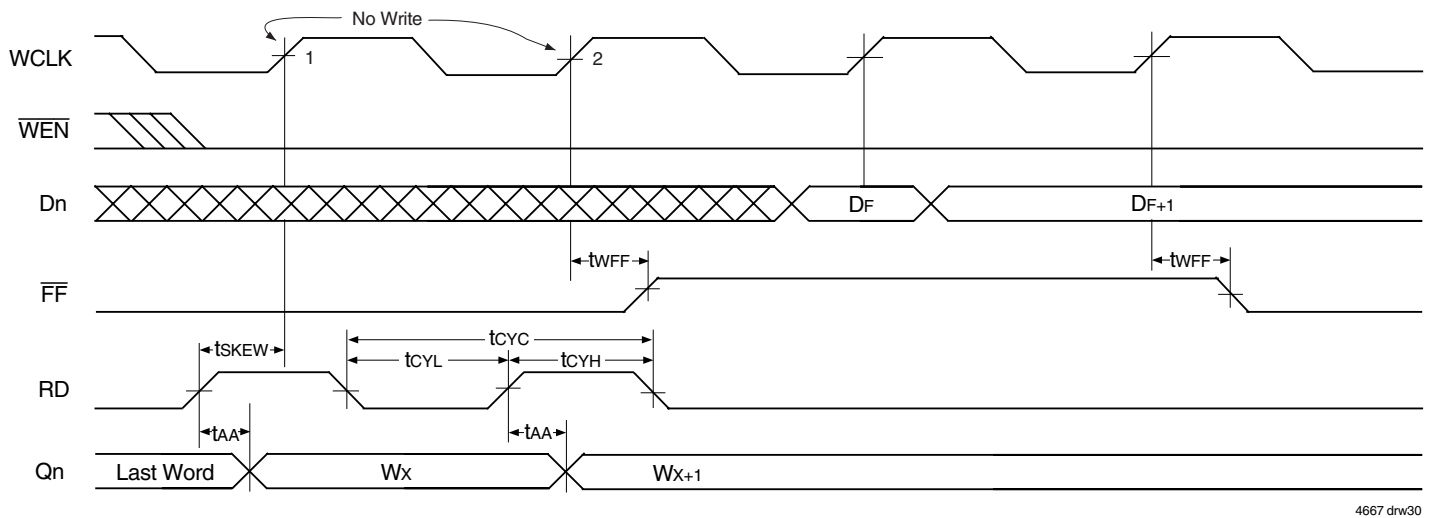 No Write
WCLK 1 2
WEN
Dn DF DF+1
tWFF tWFF
FF
tCYC
tSKEW tCYL tCYH
RD
tAA tAA
Qn Last Word WX WX+1
4667 drw30